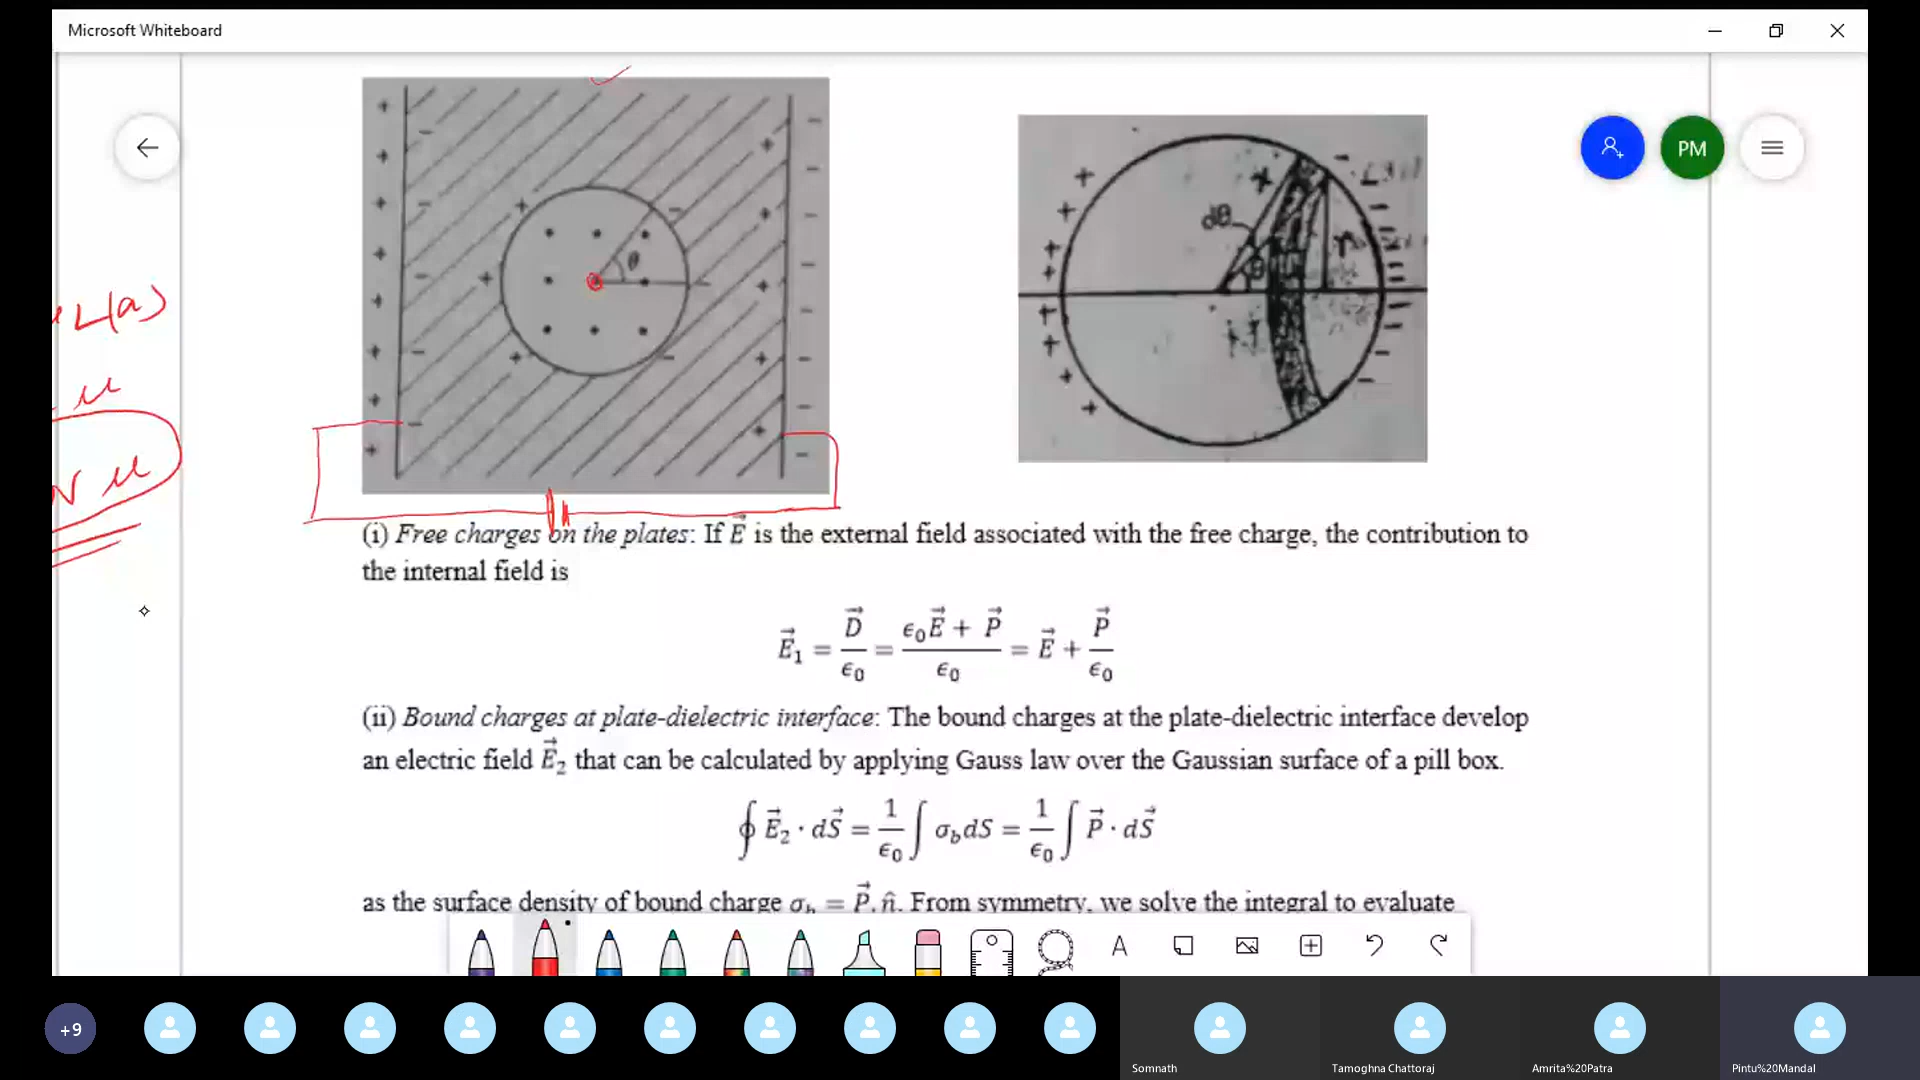 Microsoft Whiteboard
PM
θ
dθ
θ
r
L(a)
μ
N μ
(i) Free charges on the plates: If E⃗ is the external field associated with the free charge, the contribution to
the internal field is
E⃗₁ = D⃗/ϵ₀ = (ϵ₀E⃗ + P⃗)/ϵ₀ = E⃗ + P⃗/ϵ₀
(ii) Bound charges at plate-dielectric interface: The bound charges at the plate-dielectric interface develop
an electric field E⃗₂ that can be calculated by applying Gauss law over the Gaussian surface of a pill box.
∮ E⃗₂ · dS⃗ = 1/ϵ₀ ∫ σ_b dS = 1/ϵ₀ ∫ P⃗ · dS⃗
as the surface density of bound charge σ_b = P⃗. n̂. From symmetry, we solve the integral to evaluate
A
+9
Somnath
Tamoghna Chattoraj
Amrita%20Patra
Pintu%20Mandal